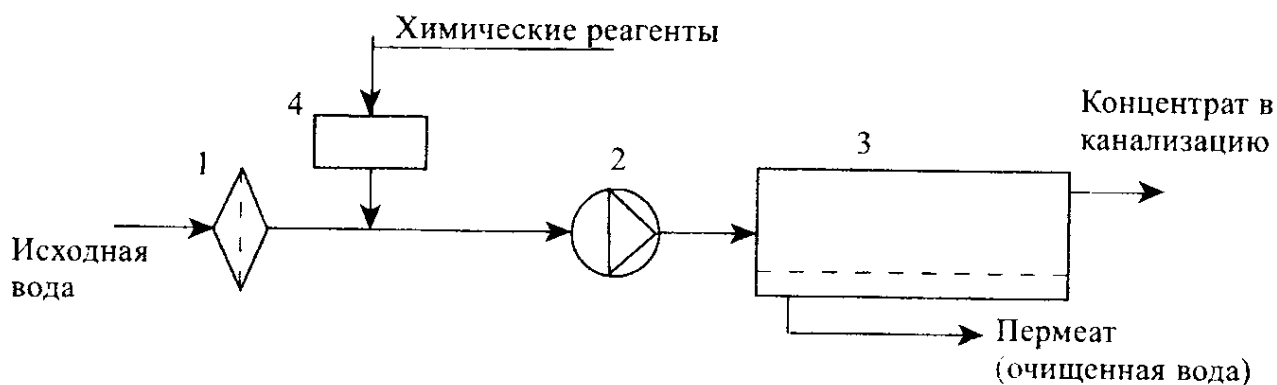 Химические реагенты
4
Концентрат в
канализацию
1
2
3
Исходная
вода
Пермеат
(очищенная вода)